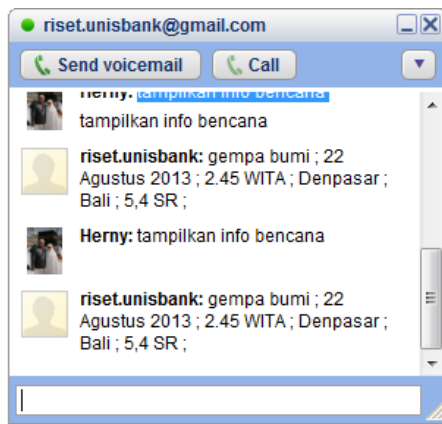 riset.unisbank@gmail.com
Send voicemail
Call
Herny: tampilkan info bencana
tampilkan info bencana
riset.unisbank: gempa bumi ; 22
Agustus 2013 ; 2.45 WITA ; Denpasar ;
Bali ; 5,4 SR ;
Herny: tampilkan info bencana
riset.unisbank: gempa bumi ; 22
Agustus 2013 ; 2.45 WITA ; Denpasar ;
Bali ; 5,4 SR ;